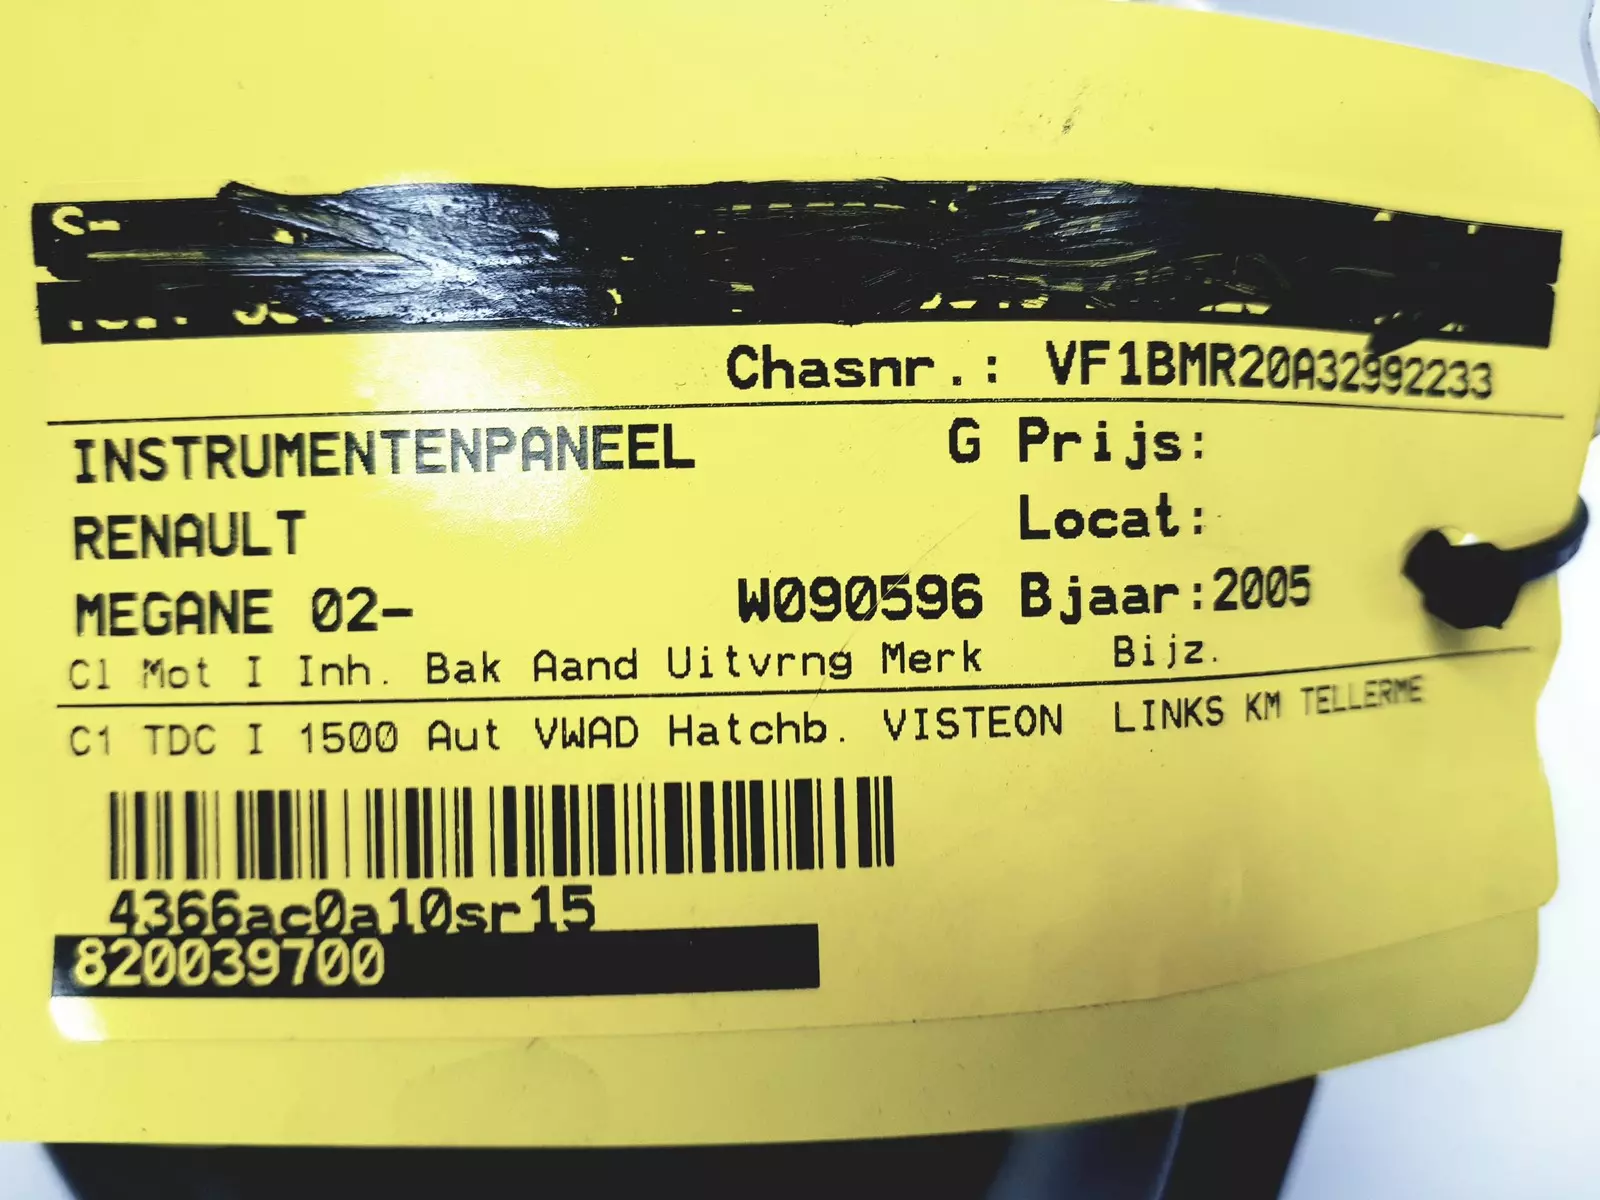 Chasnr.: VF1BMR20A32992233
INSTRUMENTENPANEEL G Prijs:
RENAULT Locat:
MEGANE 02- W090596 Bjaar:2005
Cl Mot I Inh. Bak Aand Uitvrng Merk Bijz.
C1 TDC I 1500 Aut VWAD Hatchb. VISTEON LINKS KM TELLERME
4366ac0a10sr15
820039700